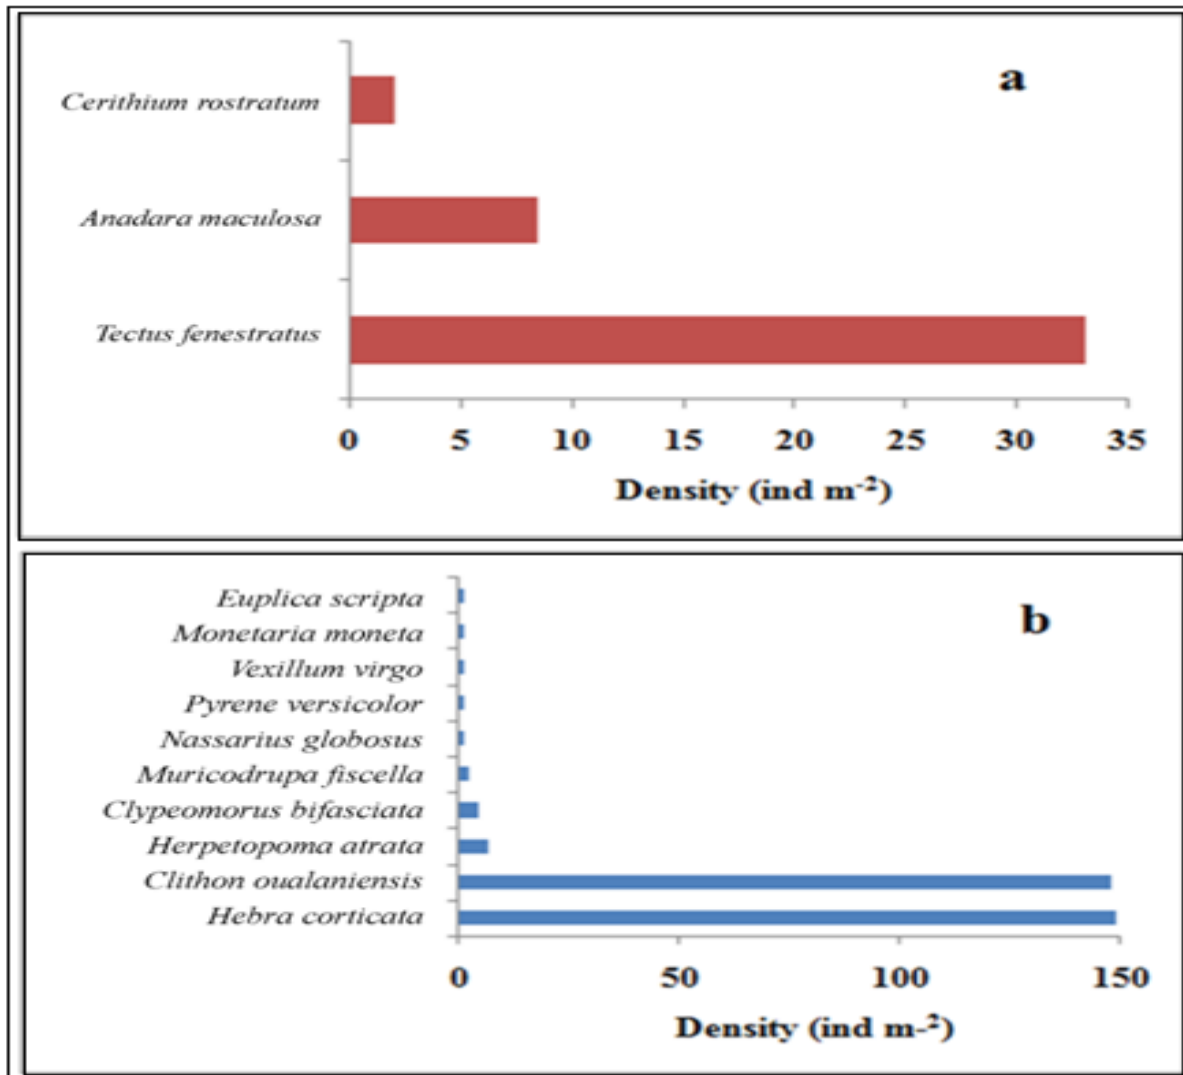 a
Cerithium rostratum
Anadara maculosa
Tectus fenestratus
0 5 10 15 20 25 30 35
Density (ind m-2)
b
Euplica scripta
Monetaria moneta
Vexillum virgo
Pyrene versicolor
Nassarius globosus
Muricodrupa fiscella
Clypeomorus bifasciata
Herpetopoma atrata
Clithon oualaniensis
Hebra corticata
0 50 100 150
Density (ind m-2)